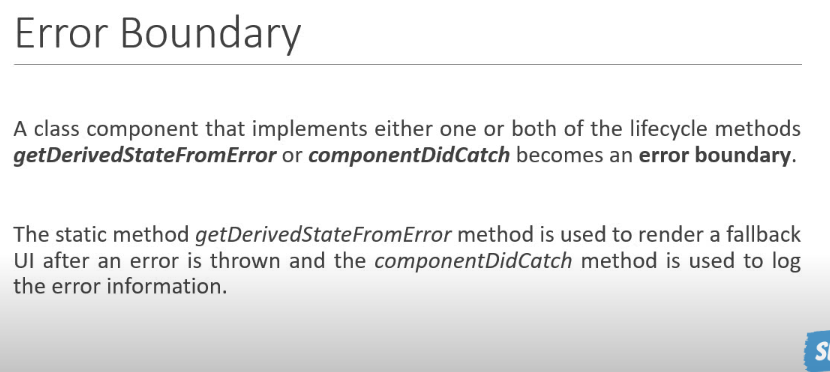 Error Boundary
A class component that implements either one or both of the lifecycle methods
getDerivedStateFromError or componentDidCatch becomes an error boundary.
The static method getDerivedStateFromError method is used to render a fallback
UI after an error is thrown and the componentDidCatch method is used to log
the error information.